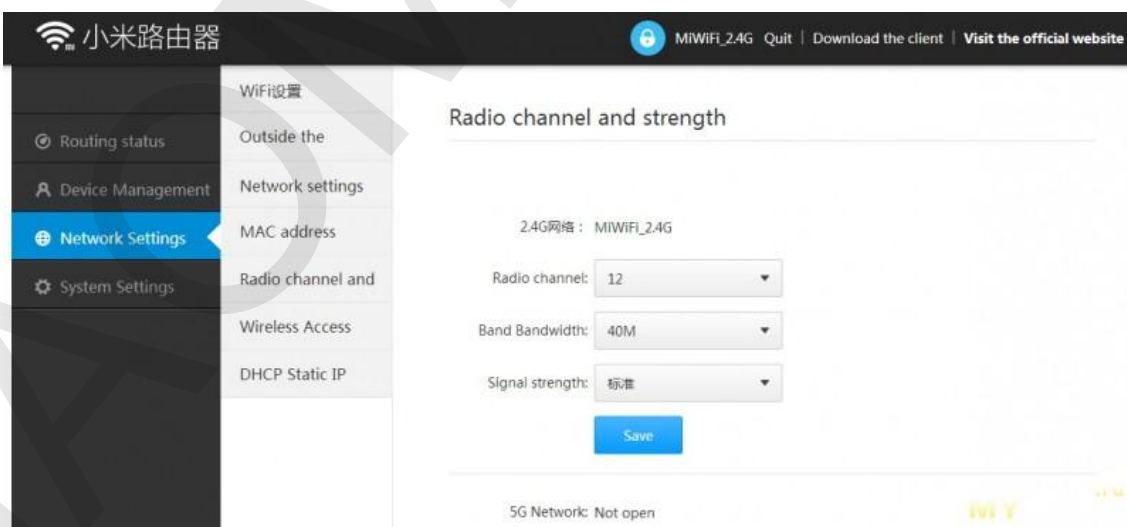 小米路由器
MiWiFi_2.4G Quit | Download the client | Visit the official website
WiFi设置
Outside the
Network settings
MAC address
Radio channel and
Wireless Access
DHCP Static IP
Routing status
Device Management
Network Settings
System Settings
Radio channel and strength
2.4G网络： MiWiFi_2.4G
Radio channel: 12
Band Bandwidth: 40M
Signal strength: 标准
Save
5G Network: Not open
MY